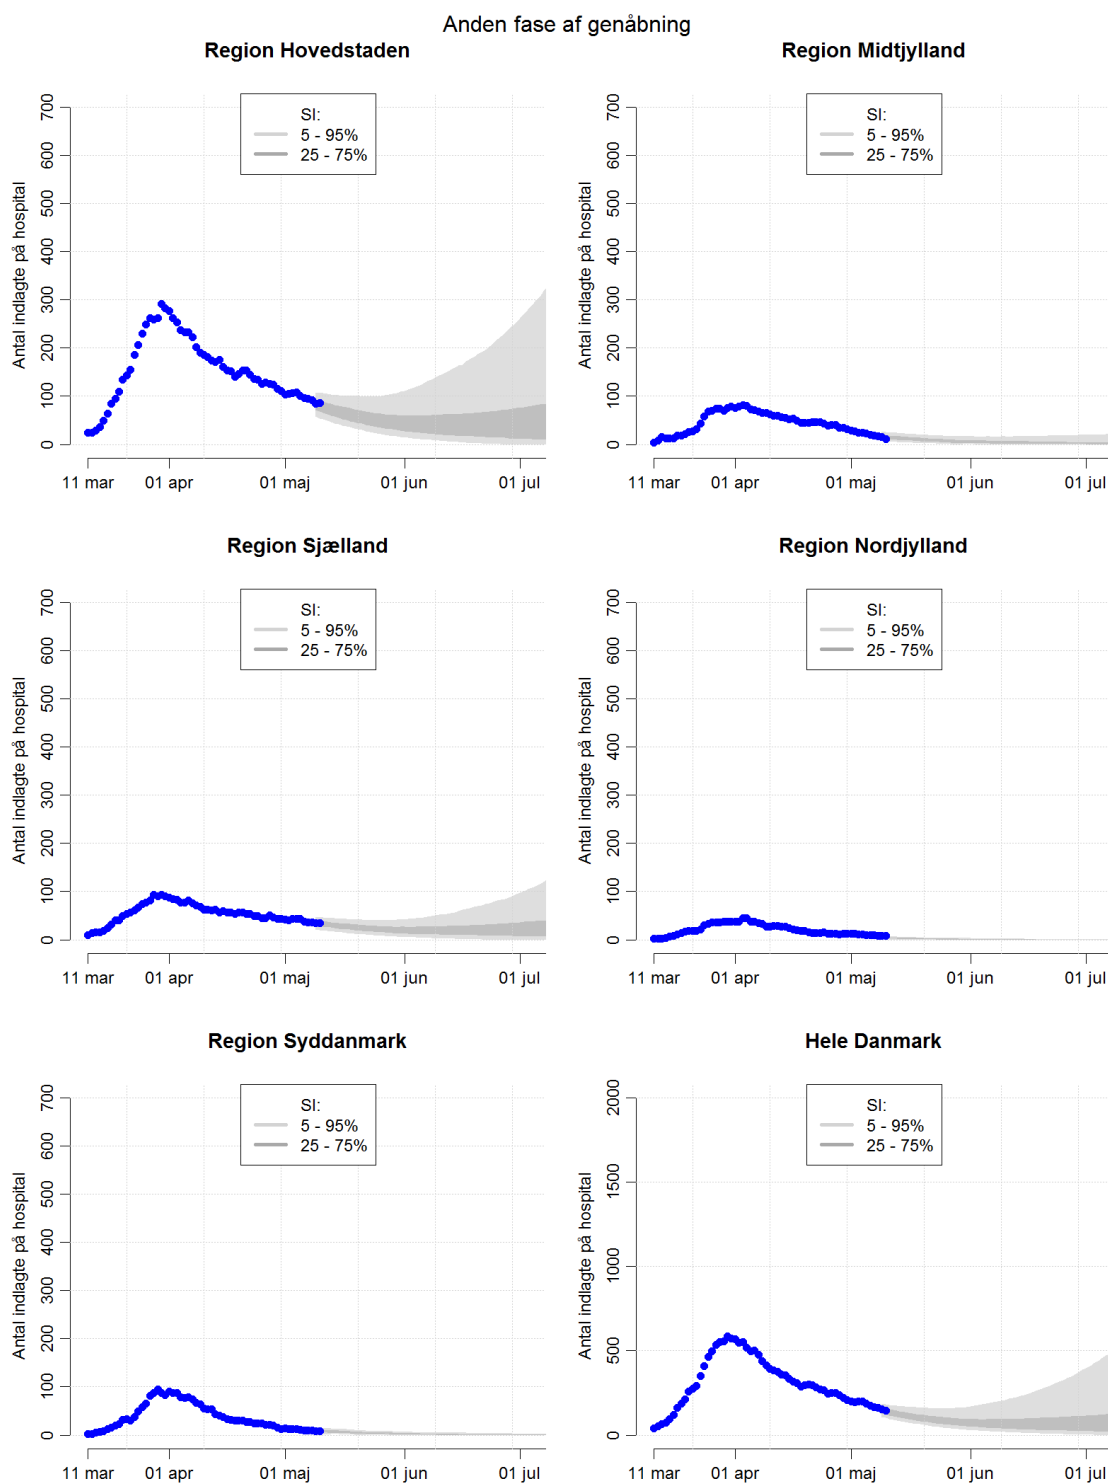 Anden fase af genåbning
Region Hovedstaden
Antal indlagte på hospital
700
600
500
400
300
200
100
0
SI:
5 - 95%
25 - 75%
11 mar
01 apr
01 maj
01 jun
01 jul
Region Midtjylland
Antal indlagte på hospital
700
600
500
400
300
200
100
0
SI:
5 - 95%
25 - 75%
11 mar
01 apr
01 maj
01 jun
01 jul
Region Sjælland
Antal indlagte på hospital
700
600
500
400
300
200
100
0
SI:
5 - 95%
25 - 75%
11 mar
01 apr
01 maj
01 jun
01 jul
Region Nordjylland
Antal indlagte på hospital
700
600
500
400
300
200
100
0
SI:
5 - 95%
25 - 75%
11 mar
01 apr
01 maj
01 jun
01 jul
Region Syddanmark
Antal indlagte på hospital
700
600
500
400
300
200
100
0
SI:
5 - 95%
25 - 75%
11 mar
01 apr
01 maj
01 jun
01 jul
Hele Danmark
Antal indlagte på hospital
2000
1500
1000
500
0
SI:
5 - 95%
25 - 75%
11 mar
01 apr
01 maj
01 jun
01 jul